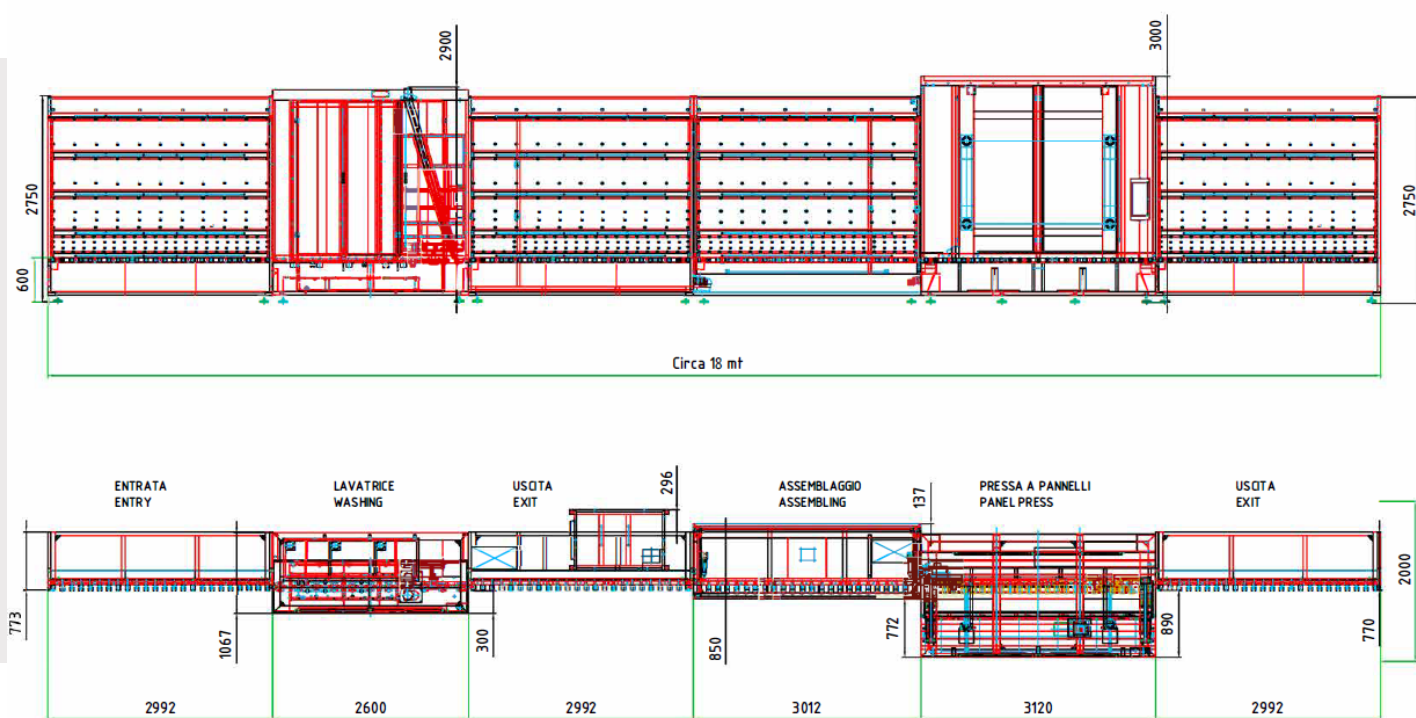 2900
3000
2750
600
2750
Circa 18 mt
ENTRATA
ENTRY
LAVATRICE
WASHING
USCITA
EXIT
296
ASSEMBLAGGIO
ASSEMBLING
137
PRESSA A PANNELLI
PANEL PRESS
USCITA
EXIT
773
1067
300
850
772
890
770
2000
2992
2600
2992
3012
3120
2992